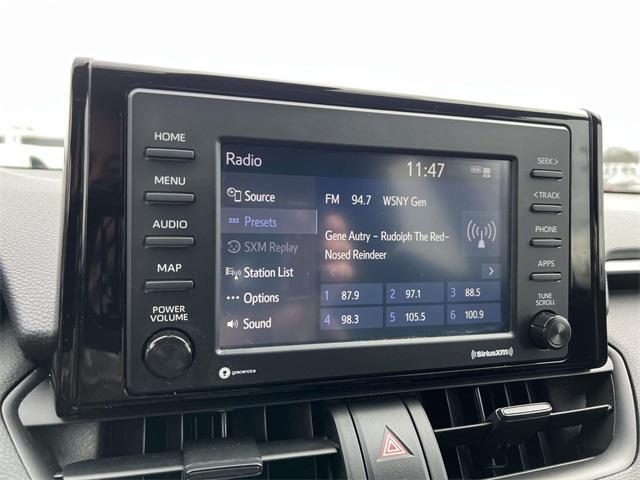 HOME
MENU
AUDIO
MAP
POWER
VOLUME
Radio
11:47
Source
Presets
SXM Replay
Station List
Options
Sound
FM 94.7 WSNY Gen
Gene Autry - Rudolph The Red-
Nosed Reindeer
1 87.9 2 97.1 3 88.5
4 98.3 5 105.5 6 100.9
SEEK >
< TRACK
PHONE
APPS
TUNE
SCROLL
gracenote
SiriusXM